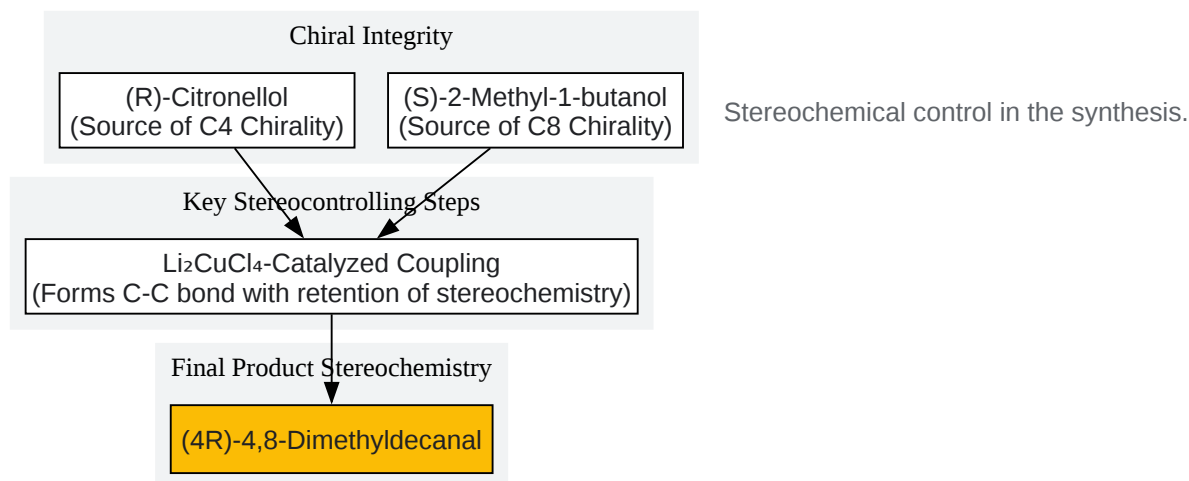 Chiral Integrity
(R)-Citronellol
(Source of C4 Chirality)
(S)-2-Methyl-1-butanol
(Source of C8 Chirality)
Stereochemical control in the synthesis.
Key Stereocontrolling Steps
Li₂CuCl₄-Catalyzed Coupling
(Forms C-C bond with retention of stereochemistry)
Final Product Stereochemistry
(4R)-4,8-Dimethyldecanal